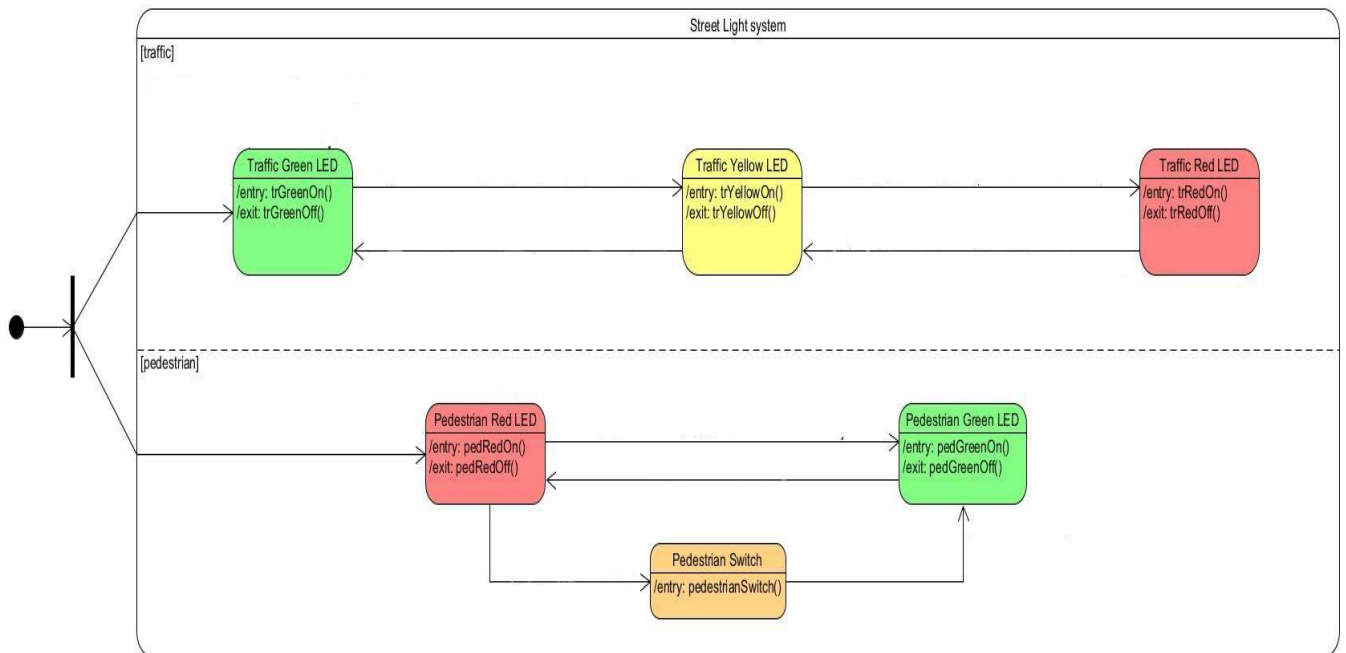 Street Light system
[traffic]
Traffic Green LED
/entry: trGreenOn()
/exit: trGreenOff()
Traffic Yellow LED
/entry: trYellowOn()
/exit: trYellowOff()
Traffic Red LED
/entry: trRedOn()
/exit: trRedOff()
[pedestrian]
Pedestrian Red LED
/entry: pedRedOn()
/exit: pedRedOff()
Pedestrian Green LED
/entry: pedGreenOn()
/exit: pedGreenOff()
Pedestrian Switch
/entry: pedestrianSwitch()